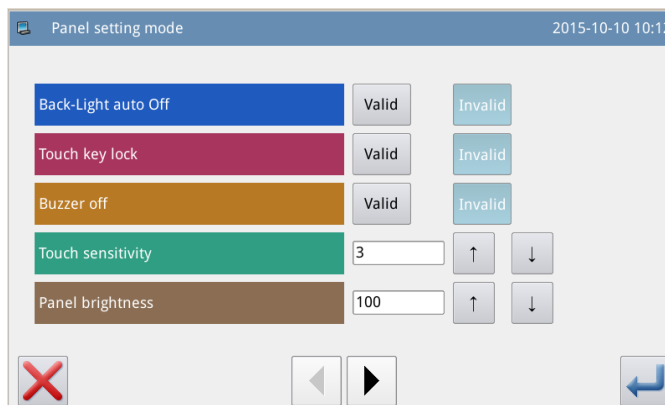 Panel setting mode 2015-10-10 10:12
Back-Light auto Off Valid Invalid
Touch key lock Valid Invalid
Buzzer off Valid Invalid
Touch sensitivity 3 ↑ ↓
Panel brightness 100 ↑ ↓